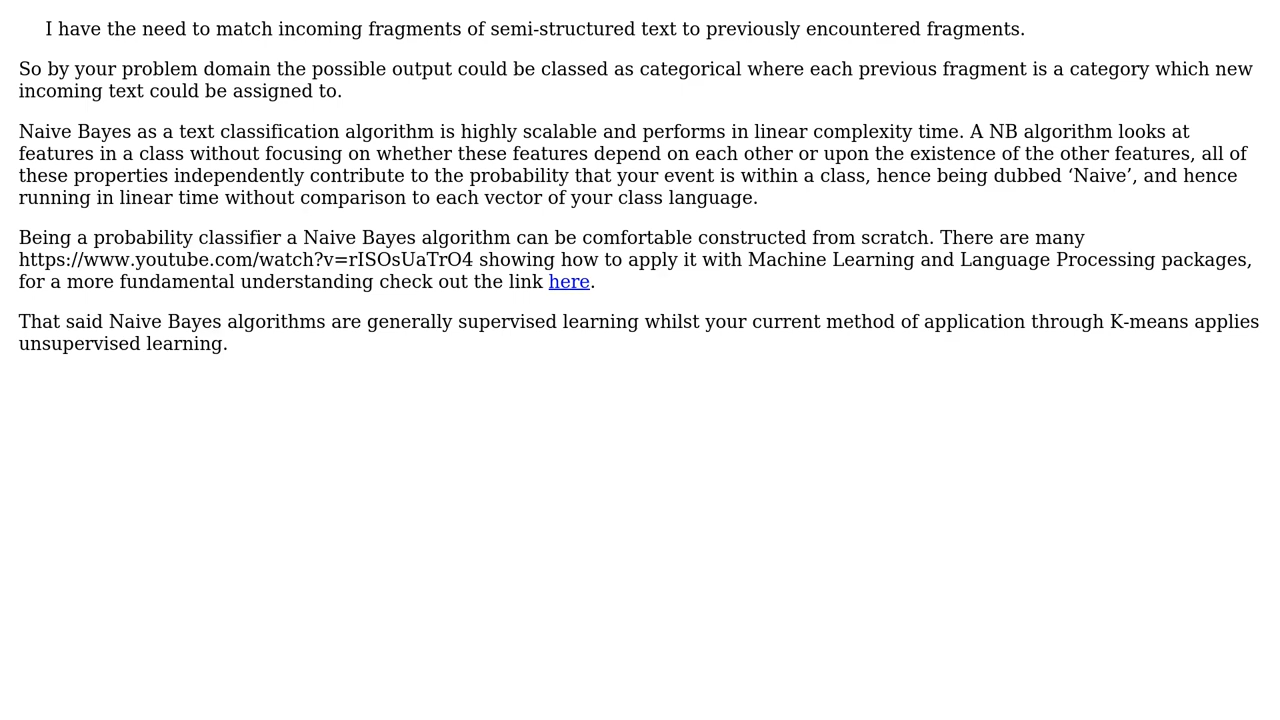 I have the need to match incoming fragments of semi-structured text to previously encountered fragments.
So by your problem domain the possible output could be classed as categorical where each previous fragment is a category which new
incoming text could be assigned to.
Naive Bayes as a text classification algorithm is highly scalable and performs in linear complexity time. A NB algorithm looks at
features in a class without focusing on whether these features depend on each other or upon the existence of the other features, all of
these properties independently contribute to the probability that your event is within a class, hence being dubbed ‘Naive’, and hence
running in linear time without comparison to each vector of your class language.
Being a probability classifier a Naive Bayes algorithm can be comfortable constructed from scratch. There are many
https://www.youtube.com/watch?v=rISOsUaTrO4 showing how to apply it with Machine Learning and Language Processing packages,
for a more fundamental understanding check out the link here.
That said Naive Bayes algorithms are generally supervised learning whilst your current method of application through K-means applies
unsupervised learning.